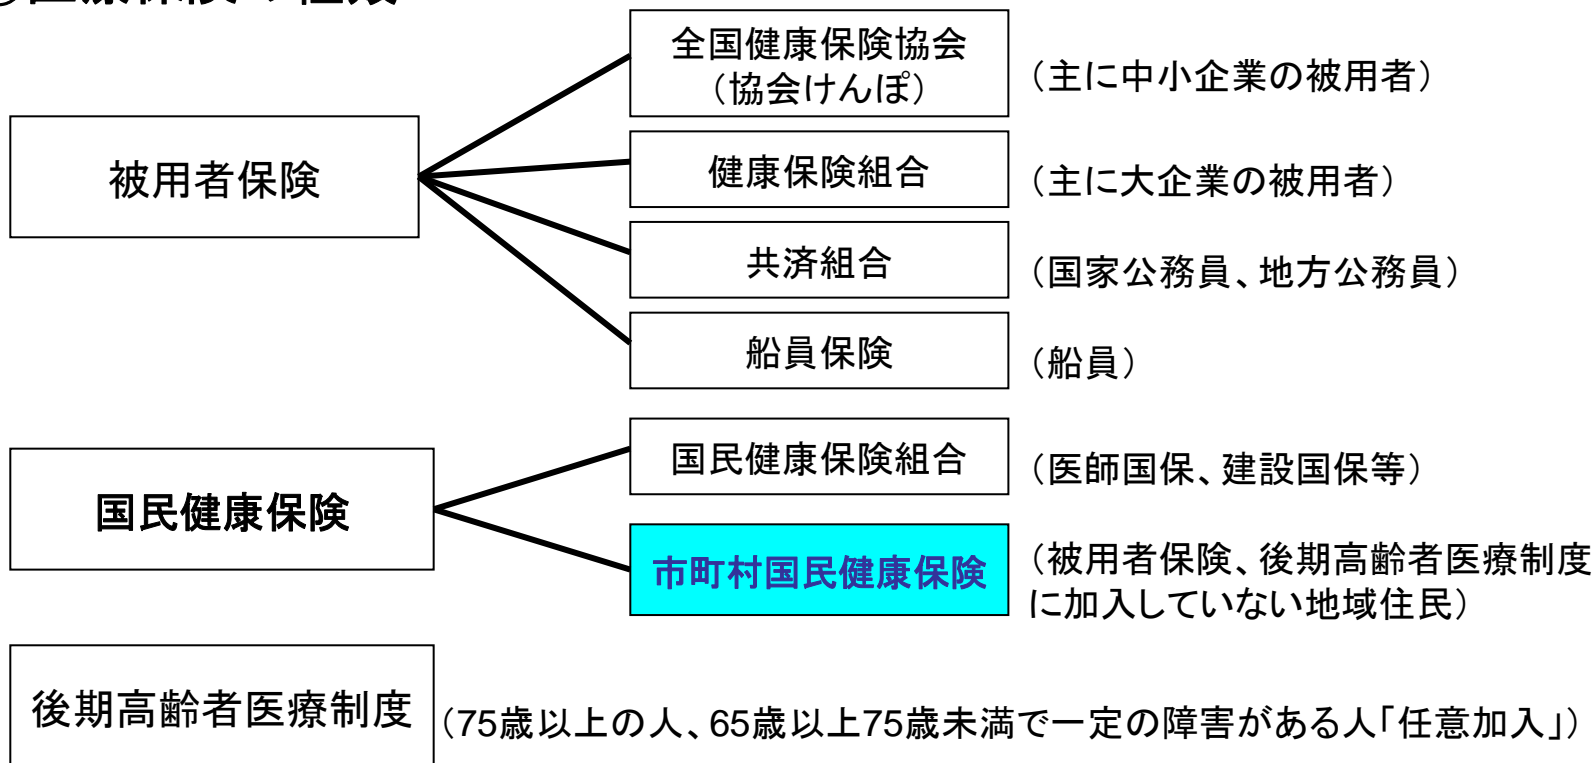 全国健康保険協会
（協会けんぽ）
（主に中小企業の被用者）
被用者保険
健康保険組合
（主に大企業の被用者）
共済組合
（国家公務員、地方公務員）
船員保険
（船員）
国民健康保険
国民健康保険組合
（医師国保、建設国保等）
市町村国民健康保険
（被用者保険、後期高齢者医療制度
に加入していない地域住民）
後期高齢者医療制度
（75歳以上の人、65歳以上75歳未満で一定の障害がある人「任意加入」）